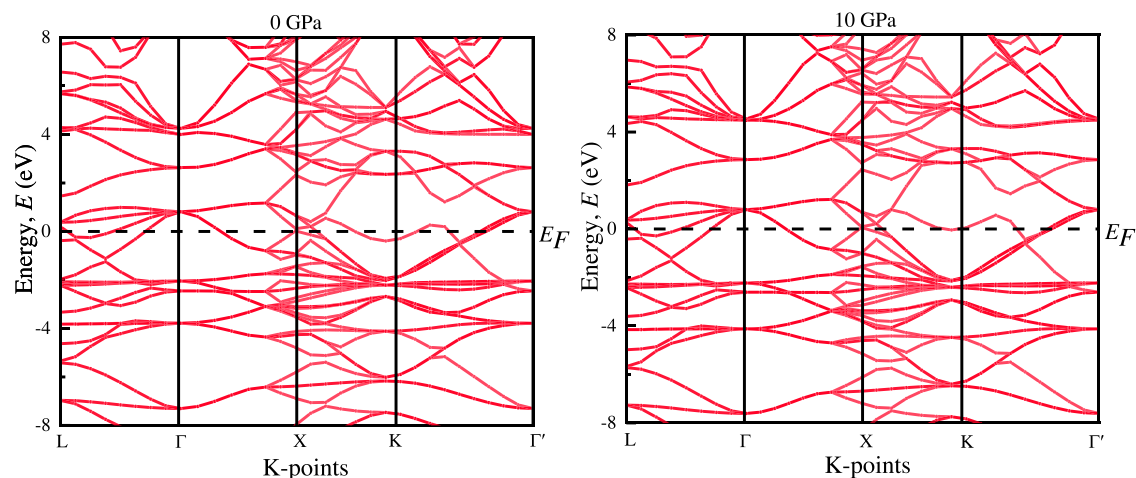 0 GPa
8
4
0
-4
-8
Energy, E (eV)
E_F
L Γ X K Γ′
K-points
10 GPa
8
4
0
-4
-8
Energy, E (eV)
E_F
L Γ X K Γ′
K-points